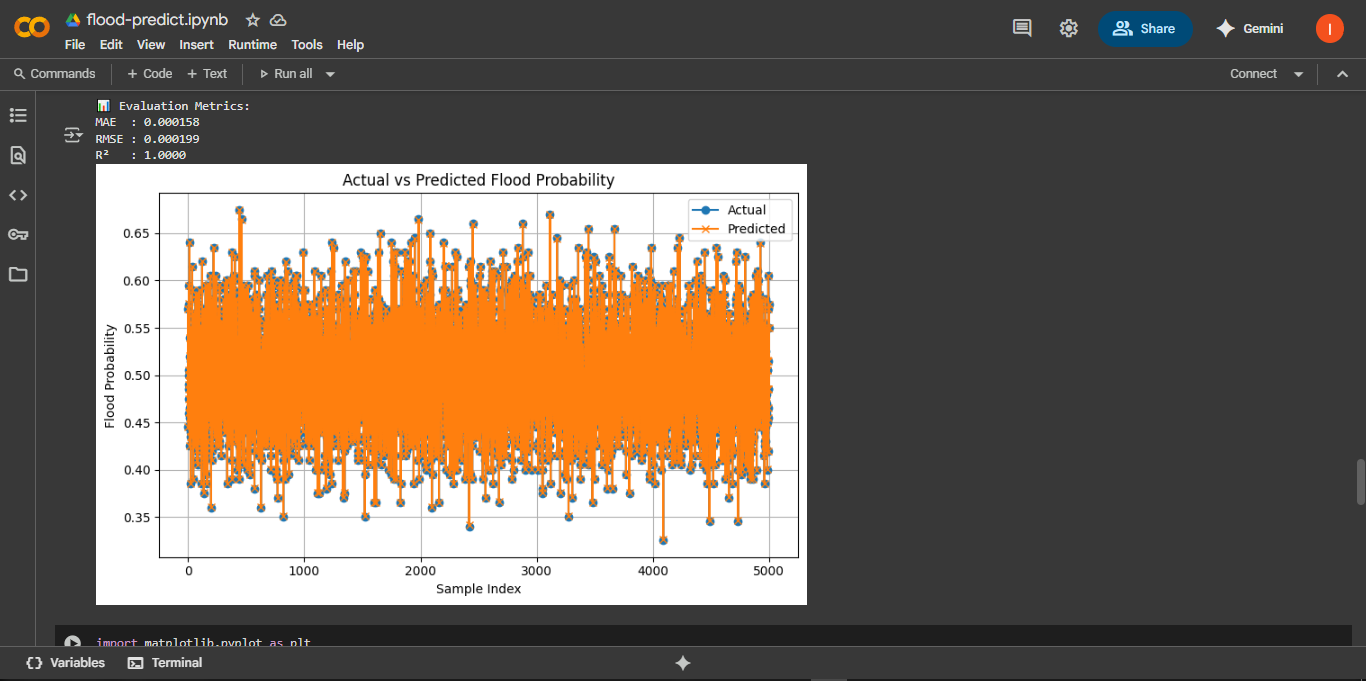 flood-predict.ipynb
File Edit View Insert Runtime Tools Help
Share
Gemini
I
Commands + Code + Text Run all
Connect
📊 Evaluation Metrics:
MAE : 0.000158
RMSE : 0.000199
R² : 1.0000
Actual vs Predicted Flood Probability
Actual
Predicted
0.65
0.60
0.55
0.50
0.45
0.40
0.35
Flood Probability
0 1000 2000 3000 4000 5000
Sample Index
import matplotlib.pyplot as plt
Variables Terminal